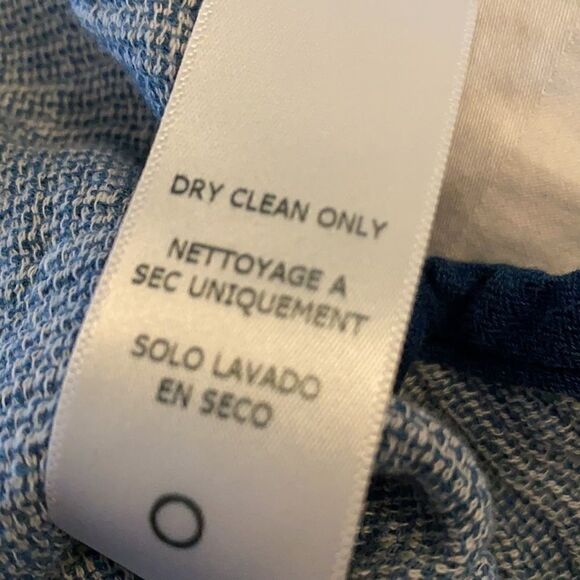 DRY CLEAN ONLY
NETTOYAGE A
SEC UNIQUEMENT
SOLO LAVADO
EN SECO